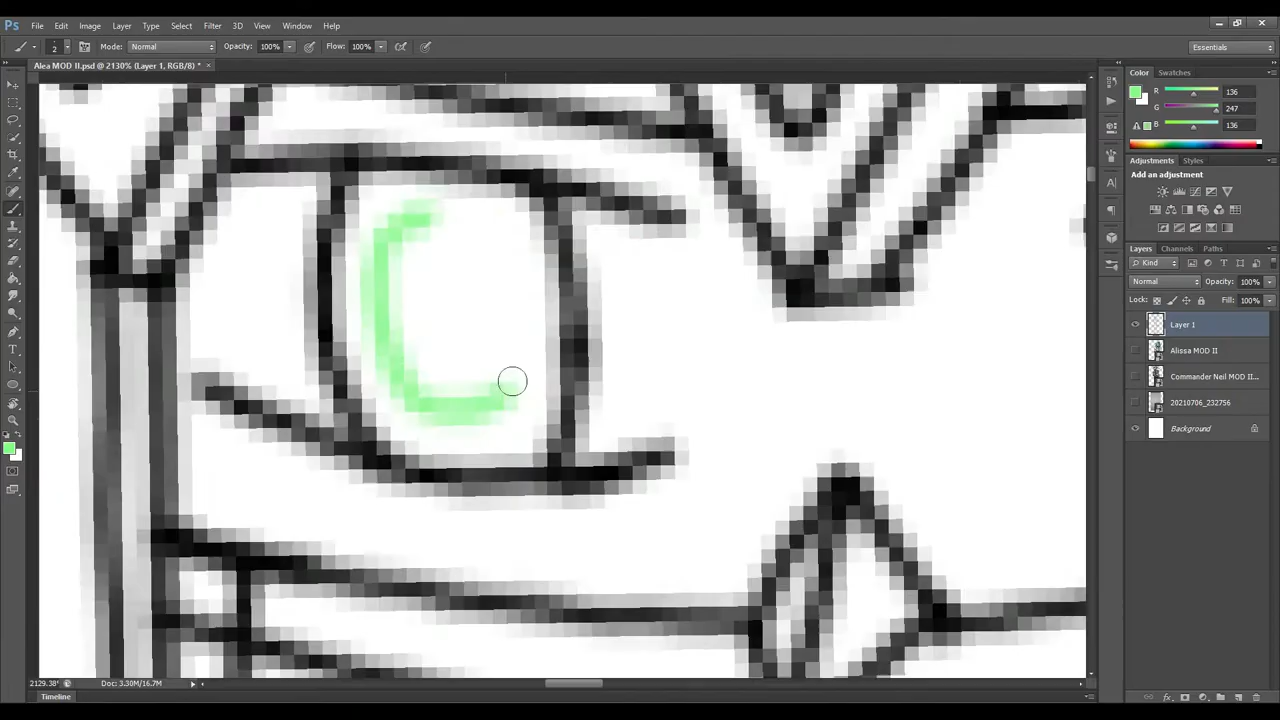 Ps File Edit Image Layer Type Select Filter 3D View Window Help
2 Mode: Normal Opacity: 100% Flow: 100% Essentials
Alea MOD II.psd @ 2130% (Layer 1, RGB/8) * ×
Color Swatches
R 136
G 247
B 136
Adjustments Styles
Add an adjustment
Layers Channels Paths
Kind
Normal Opacity: 100%
Lock: Fill: 100%
Layer 1
Alissa MOD II
Commander Neil MOD II...
20210706_232756
Background
2129.38% Doc: 3.30M/16.7M
Timeline